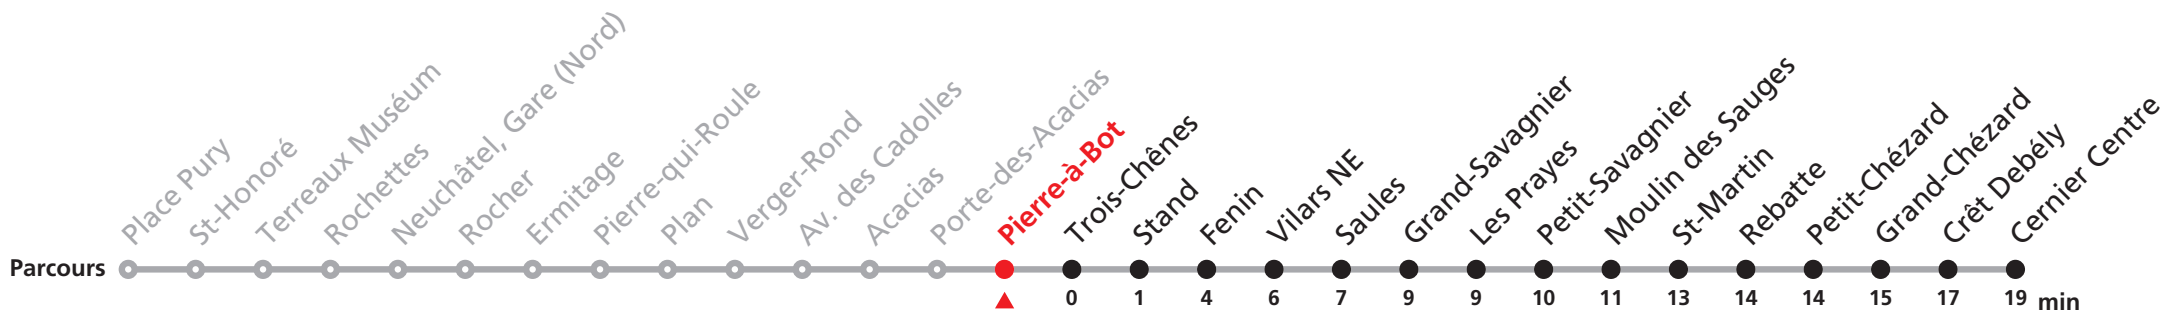 Place Pury
St-Honoré
Terreaux Muséum
Rochettes
Neuchâtel, Gare (Nord)
Rocher
Ermitage
Pierre-qui-Roule
Plan
Verger-Rond
Av. des Cadolles
Acacias
Porte-des-Acacias
Pierre-à-Bot
Trois-Chênes
Stand
Fenin
Vilars NE
Saules
Grand-Savagnier
Les Prayes
Petit-Savagnier
Moulin des Sauges
St-Martin
Rebatte
Petit-Chézard
Grand-Chézard
Crêt Debély
Cernier Centre
Parcours
0 1 4 6 7 9 9 10 11 13 14 14 15 17 19 min